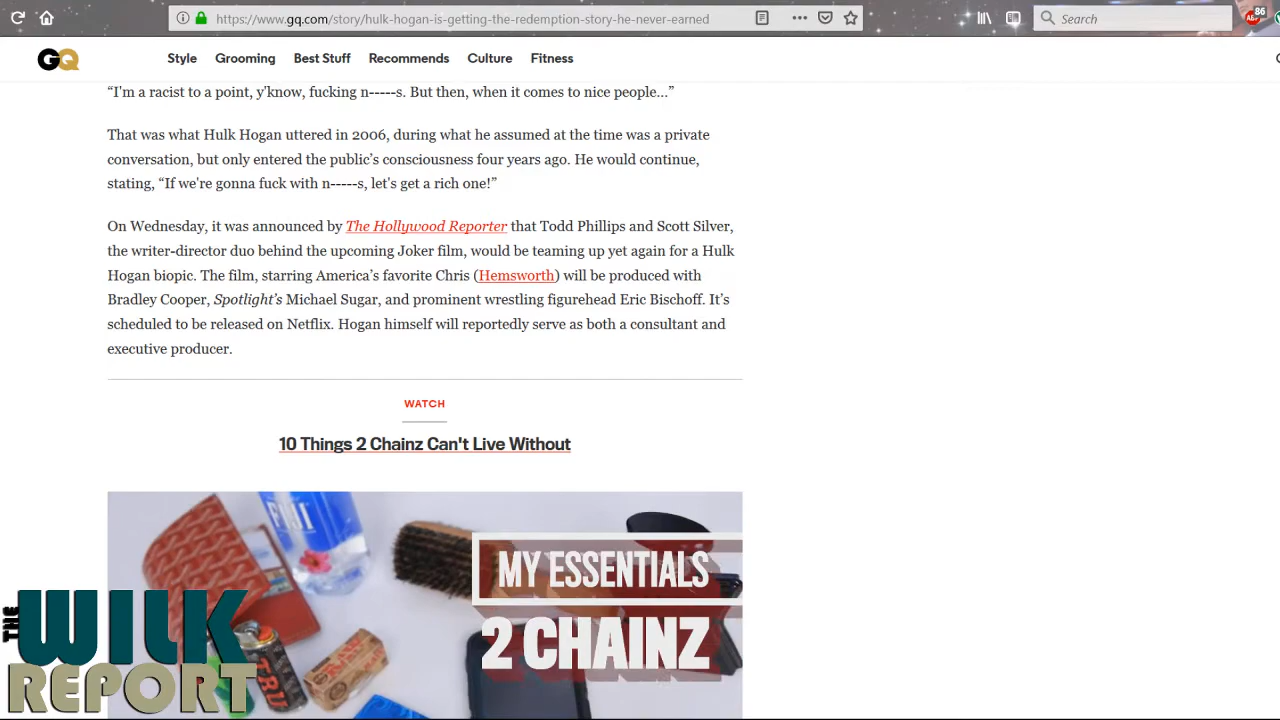 https://www.gq.com/story/hulk-hogan-is-getting-the-redemption-story-he-never-earned
Search
86
ABP
GQ
Style Grooming Best Stuff Recommends Culture Fitness
“I'm a racist to a point, y'know, fucking n-----s. But then, when it comes to nice people...”
That was what Hulk Hogan uttered in 2006, during what he assumed at the time was a private
conversation, but only entered the public’s consciousness four years ago. He would continue,
stating, “If we're gonna fuck with n-----s, let's get a rich one!”
On Wednesday, it was announced by The Hollywood Reporter that Todd Phillips and Scott Silver,
the writer-director duo behind the upcoming Joker film, would be teaming up yet again for a Hulk
Hogan biopic. The film, starring America’s favorite Chris (Hemsworth) will be produced with
Bradley Cooper, Spotlight’s Michael Sugar, and prominent wrestling figurehead Eric Bischoff. It’s
scheduled to be released on Netflix. Hogan himself will reportedly serve as both a consultant and
executive producer.
WATCH
10 Things 2 Chainz Can't Live Without
FIJI
MY ESSENTIALS
2 CHAINZ
TRU
THE WILK
REPORT